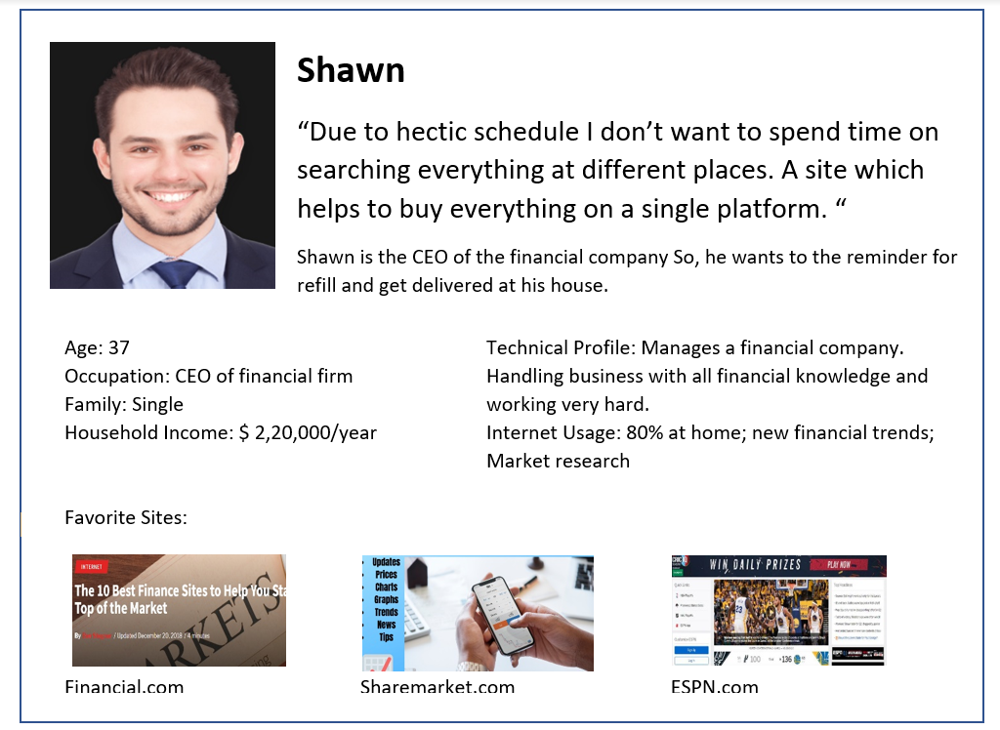 Shawn
“Due to hectic schedule I don’t want to spend time on
searching everything at different places. A site which
helps to buy everything on a single platform. “
Shawn is the CEO of the financial company So, he wants to the reminder for
refill and get delivered at his house.
Age: 37
Occupation: CEO of financial firm
Family: Single
Household Income: $ 2,20,000/year
Technical Profile: Manages a financial company.
Handling business with all financial knowledge and
working very hard.
Internet Usage: 80% at home; new financial trends;
Market research
Favorite Sites:
INTERNET
The 10 Best Finance Sites to Help You Sta
Top of the Market
By
/ Updated December 20, 2018 / 4 minutes
ARKETS
Updates
Prices
Charts
Graphs
Trends
News
Tips
WIN DAILY PRIZES
PLAY NOW
23
100
136
Financial.com
Sharemarket.com
ESPN.com